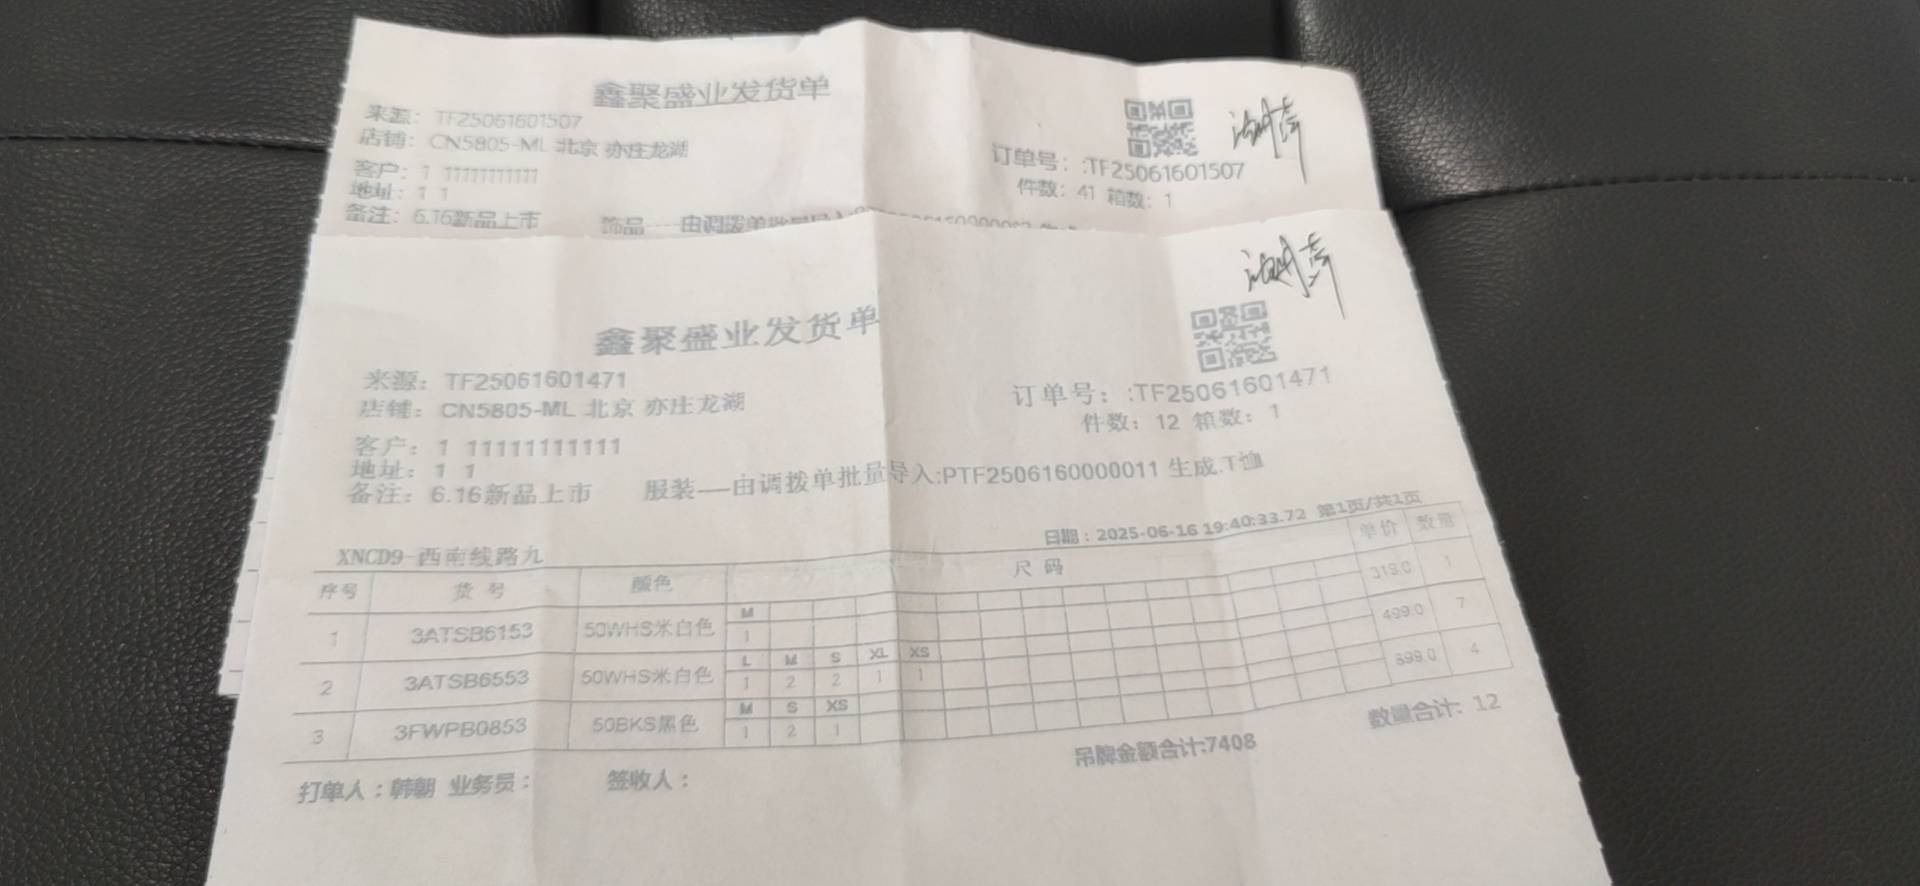 鑫聚盛业发货单
来源：TF25061601507
店铺：CN5805-ML 北京 亦庄龙湖
订单号：:TF25061601507
客户：1 11111111111
件数：41 箱数：1
地址：1 1
备注：6.16新品上市 饰品----由调拨单批量导入
鑫聚盛业发货单
来源：TF25061601471
店铺：CN5805-ML 北京 亦庄龙湖
订单号：:TF25061601471
件数：12 箱数：1
客户：1 11111111111
地址：1 1
备注：6.16新品上市 服装—由调拨单批量导入:PTF2506160000011 生成.T恤
日期：2025-06-16 19:40:33.72 第1页/共1页
XNCD9-西南线路九
序号 货 号 颜色 尺 码 单价 数量
M
1 3ATSB6153 50WHS米白色 1 319.0 1
L M S XL XS
2 3ATSB6553 50WHS米白色 1 2 2 1 1 499.0 7
M S XS
3 3FWPB0853 50BKS黑色 1 2 1 899.0 4
吊牌金额合计:7408 数量合计：12
打单人：韩朝 业务员： 签收人：